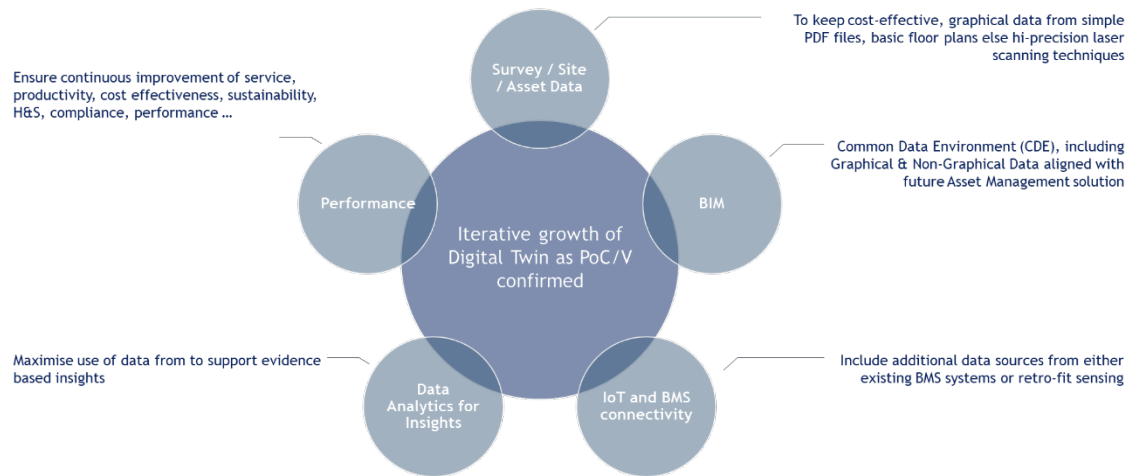 To keep cost-effective, graphical data from simple
PDF files, basic floor plans else hi-precision laser
scanning techniques
Survey / Site
/ Asset Data
Ensure continuous improvement of service,
productivity, cost effectiveness, sustainability,
H&S, compliance, performance …
Common Data Environment (CDE), including
Graphical & Non-Graphical Data aligned with
future Asset Management solution
Performance
BIM
Iterative growth of
Digital Twin as PoC/V
confirmed
Maximise use of data from to support evidence
based insights
Data
Analytics for
Insights
IoT and BMS
connectivity
Include additional data sources from either
existing BMS systems or retro-fit sensing